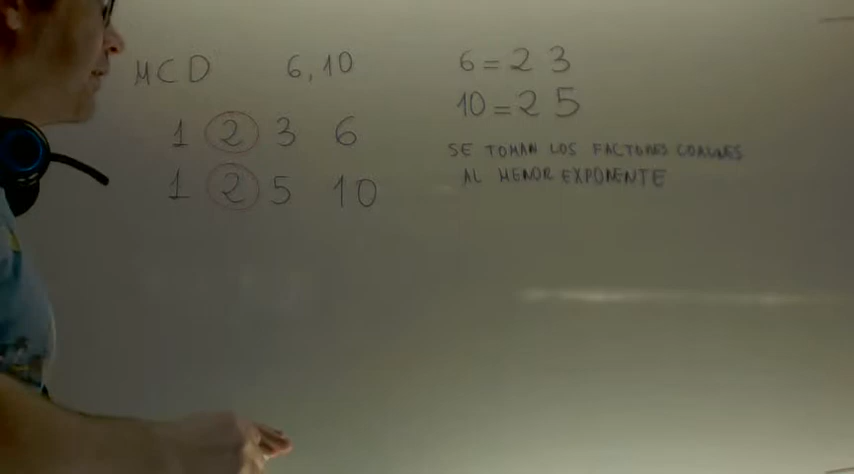 MCD 6, 10
1 2 3 6
1 2 5 10
6 = 2 3
10 = 2 5
SE TOMAN LOS FACTORES COMUNES
AL MENOR EXPONENTE